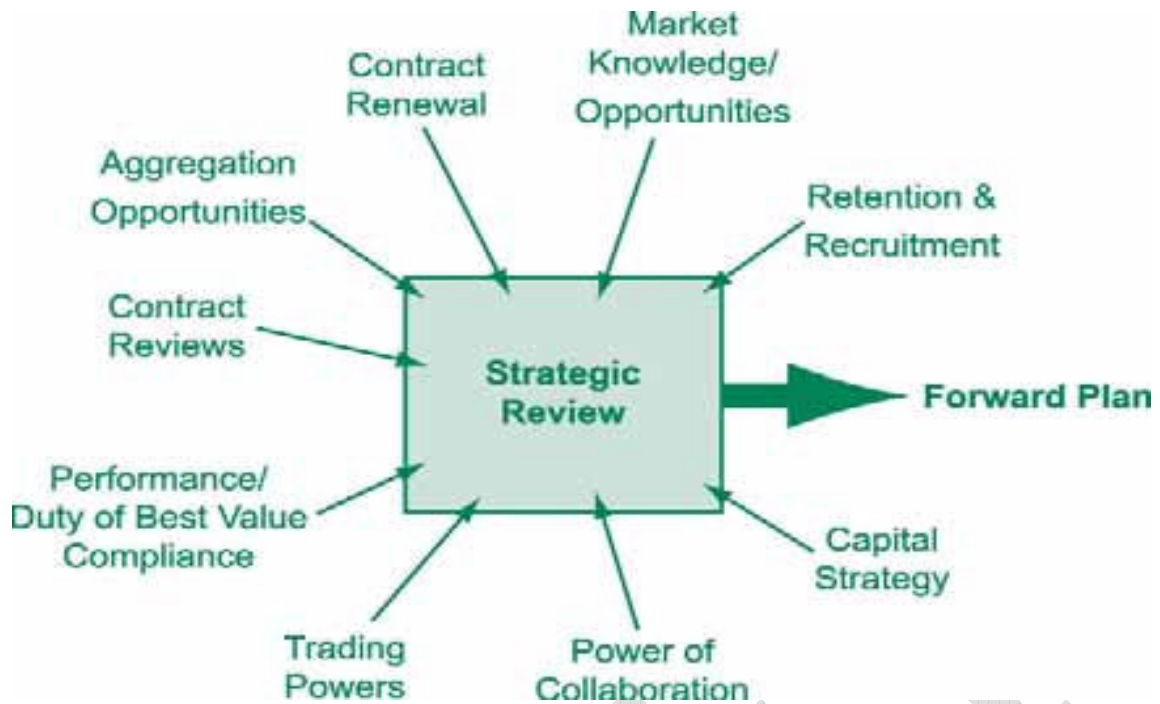 Market
Knowledge/
Opportunities
Contract
Renewal
Aggregation
Opportunities
Retention &
Recruitment
Contract
Reviews
Strategic
Review
Forward Plan
Performance/
Duty of Best Value
Compliance
Capital
Strategy
Trading
Powers
Power of
Collaboration